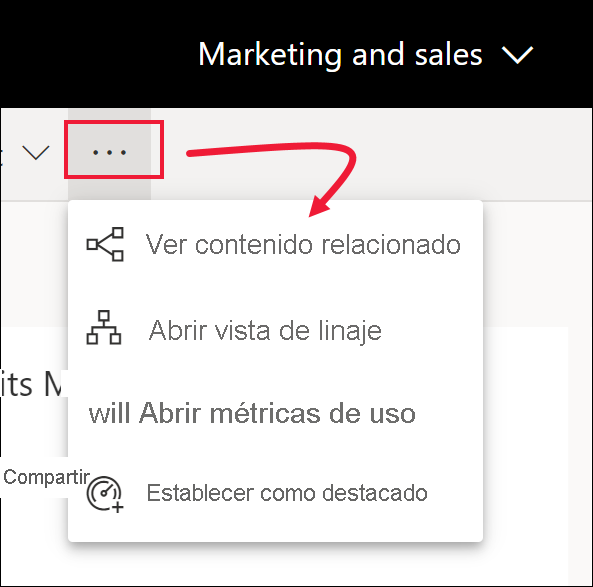 Marketing and sales
...
Ver contenido relacionado
Abrir vista de linaje
its M
will Abrir métricas de uso
Compartir
Establecer como destacado